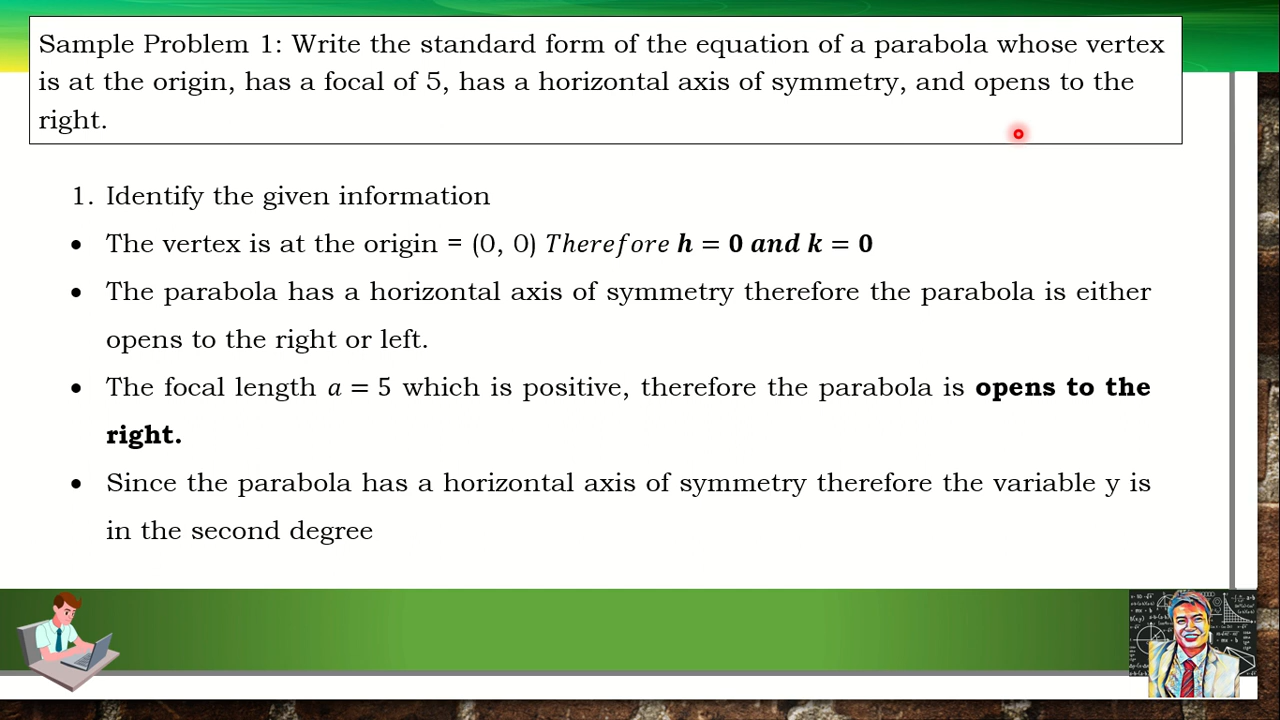 Sample Problem 1: Write the standard form of the equation of a parabola whose vertex
is at the origin, has a focal of 5, has a horizontal axis of symmetry, and opens to the
right.
1. Identify the given information
• The vertex is at the origin = (0, 0) Therefore h = 0 and k = 0
• The parabola has a horizontal axis of symmetry therefore the parabola is either
opens to the right or left.
• The focal length a = 5 which is positive, therefore the parabola is opens to the
right.
• Since the parabola has a horizontal axis of symmetry therefore the variable y is
in the second degree